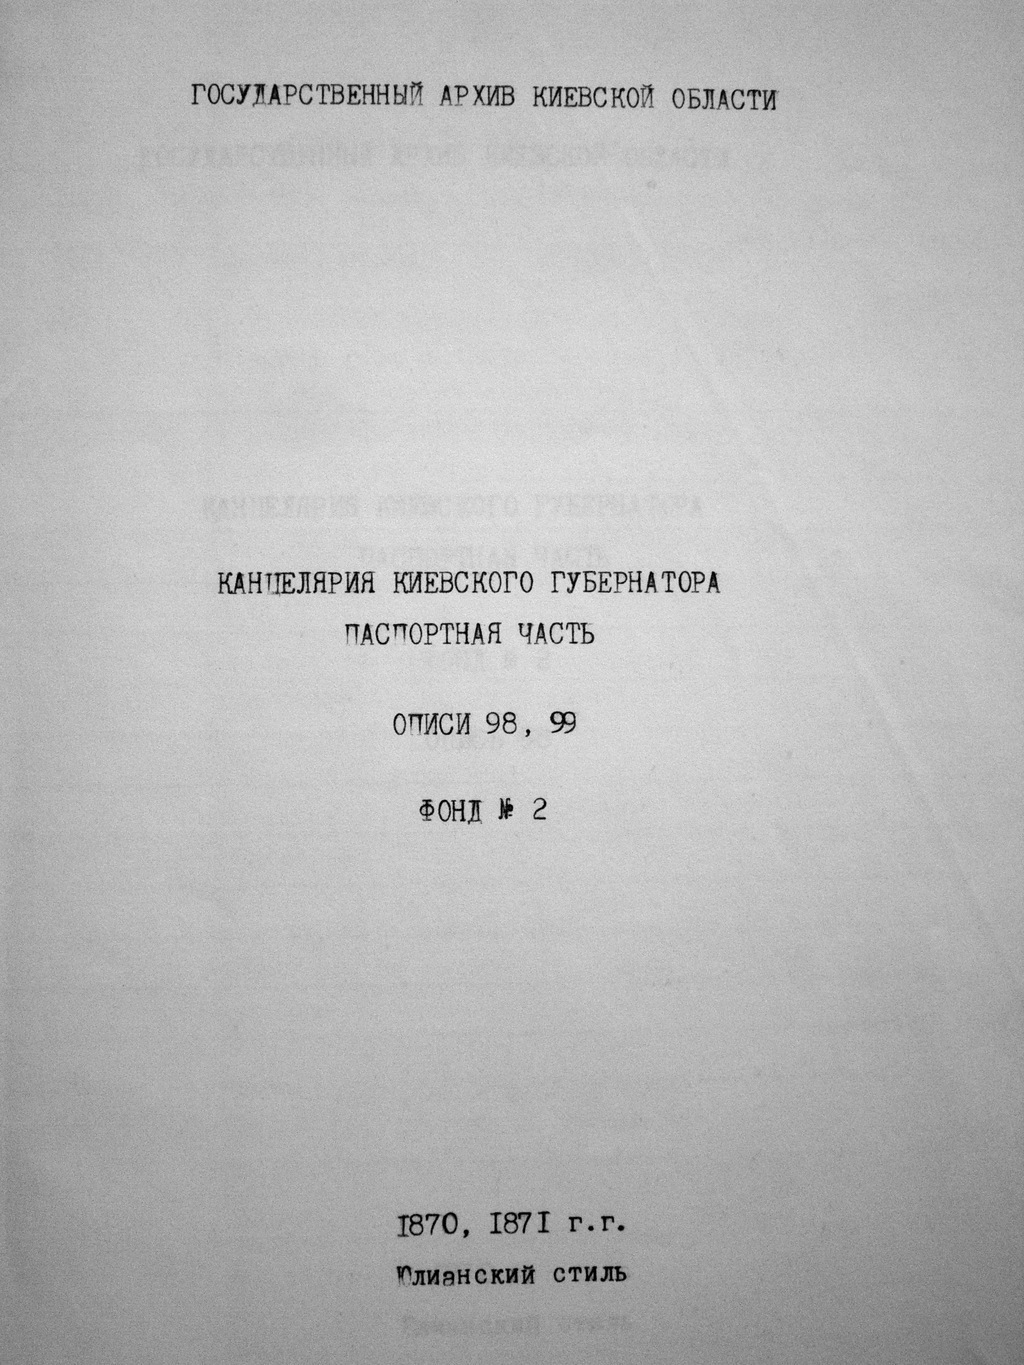 ГОСУДАРСТВЕННЫЙ АРХИВ КИЕВСКОЙ ОБЛАСТИ
КАНЦЕЛЯРИЯ КИЕВСКОГО ГУБЕРНАТОРА
ПАСПОРТНАЯ ЧАСТЬ
ОПИСИ 98, 99
ФОНД № 2
1870, 1871 г.г.
Юлианский стиль